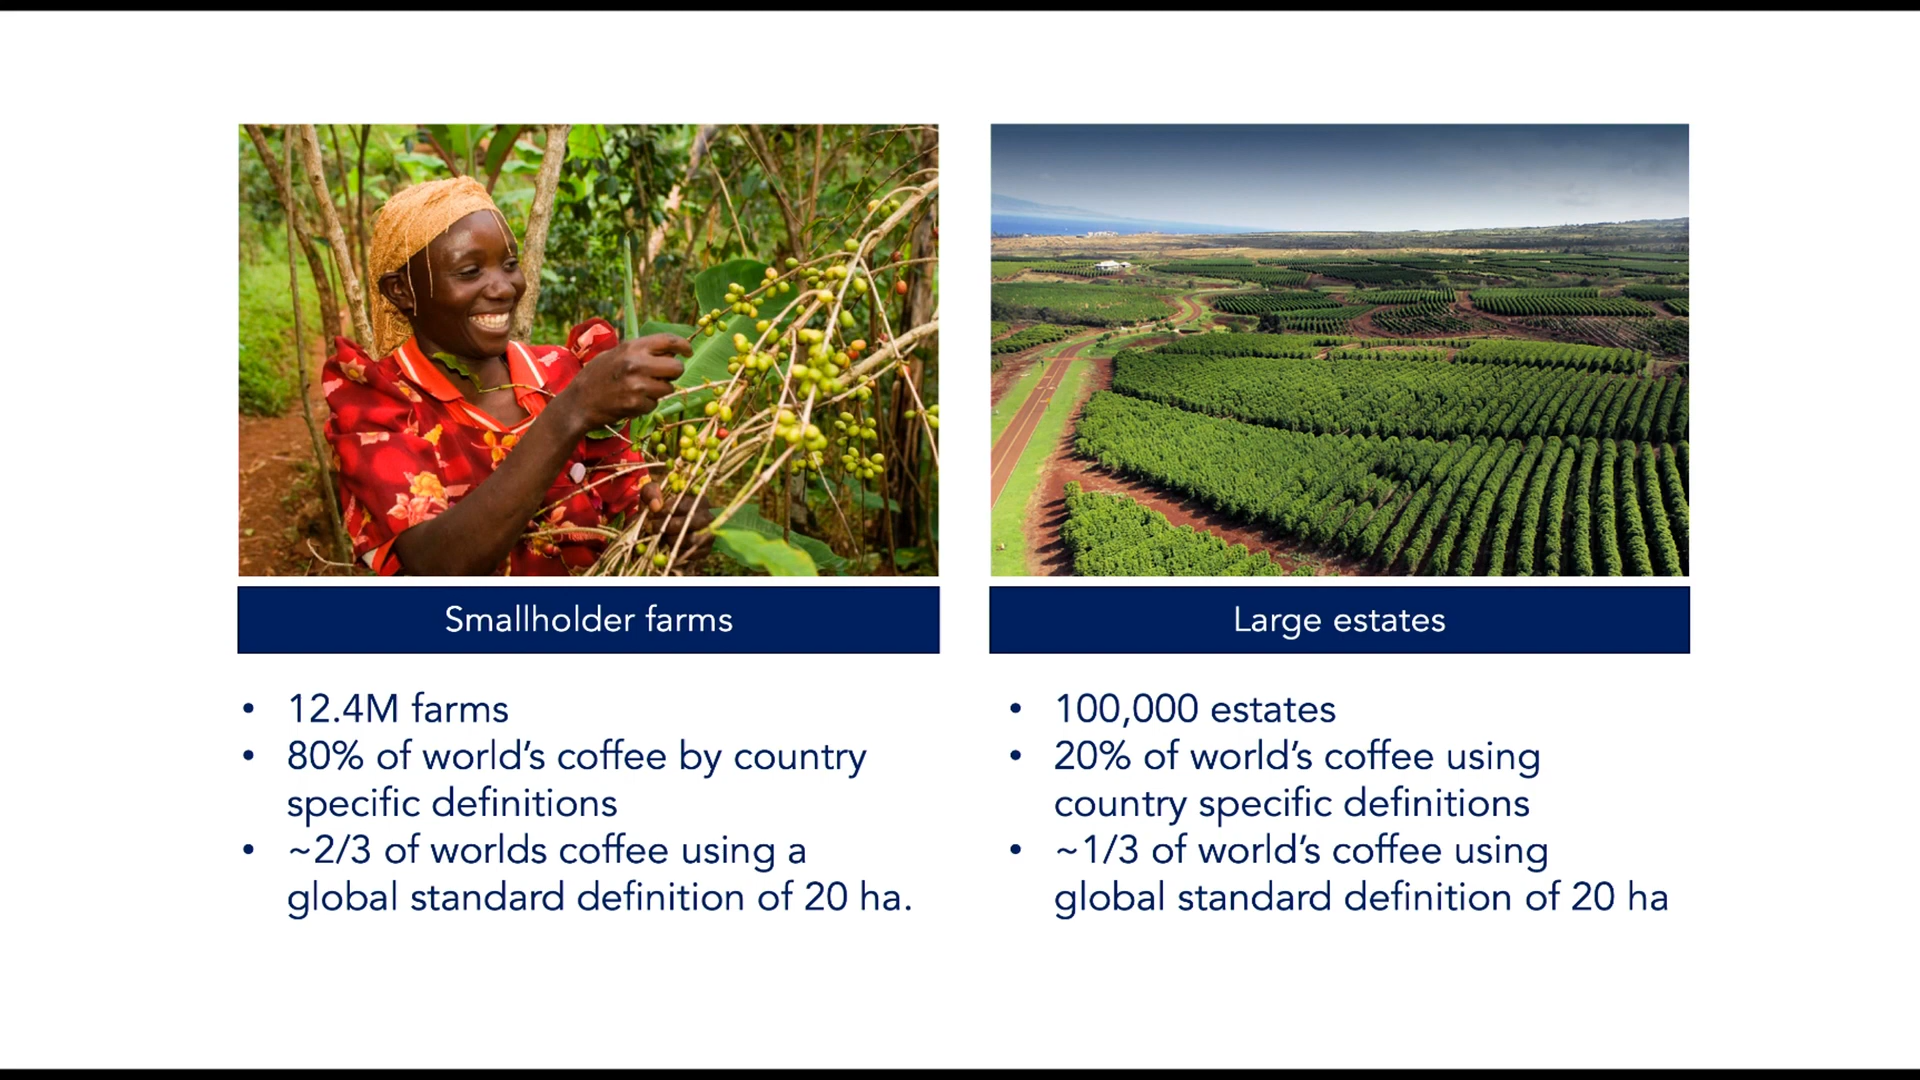 Smallholder farms
• 12.4M farms
• 80% of world’s coffee by country
specific definitions
• ~2/3 of worlds coffee using a
global standard definition of 20 ha.
Large estates
• 100,000 estates
• 20% of world’s coffee using
country specific definitions
• ~1/3 of world’s coffee using
global standard definition of 20 ha